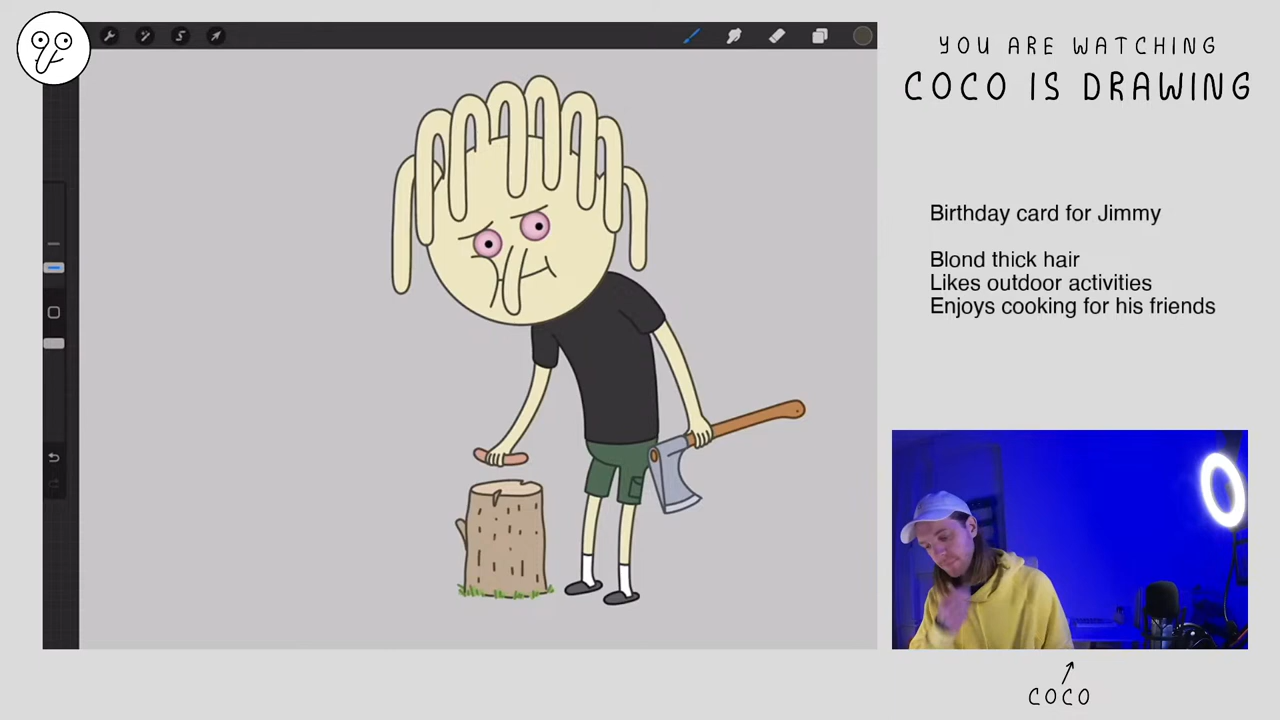 YOU ARE WATCHING
COCO IS DRAWING
Birthday card for Jimmy
Blond thick hair
Likes outdoor activities
Enjoys cooking for his friends
COCO